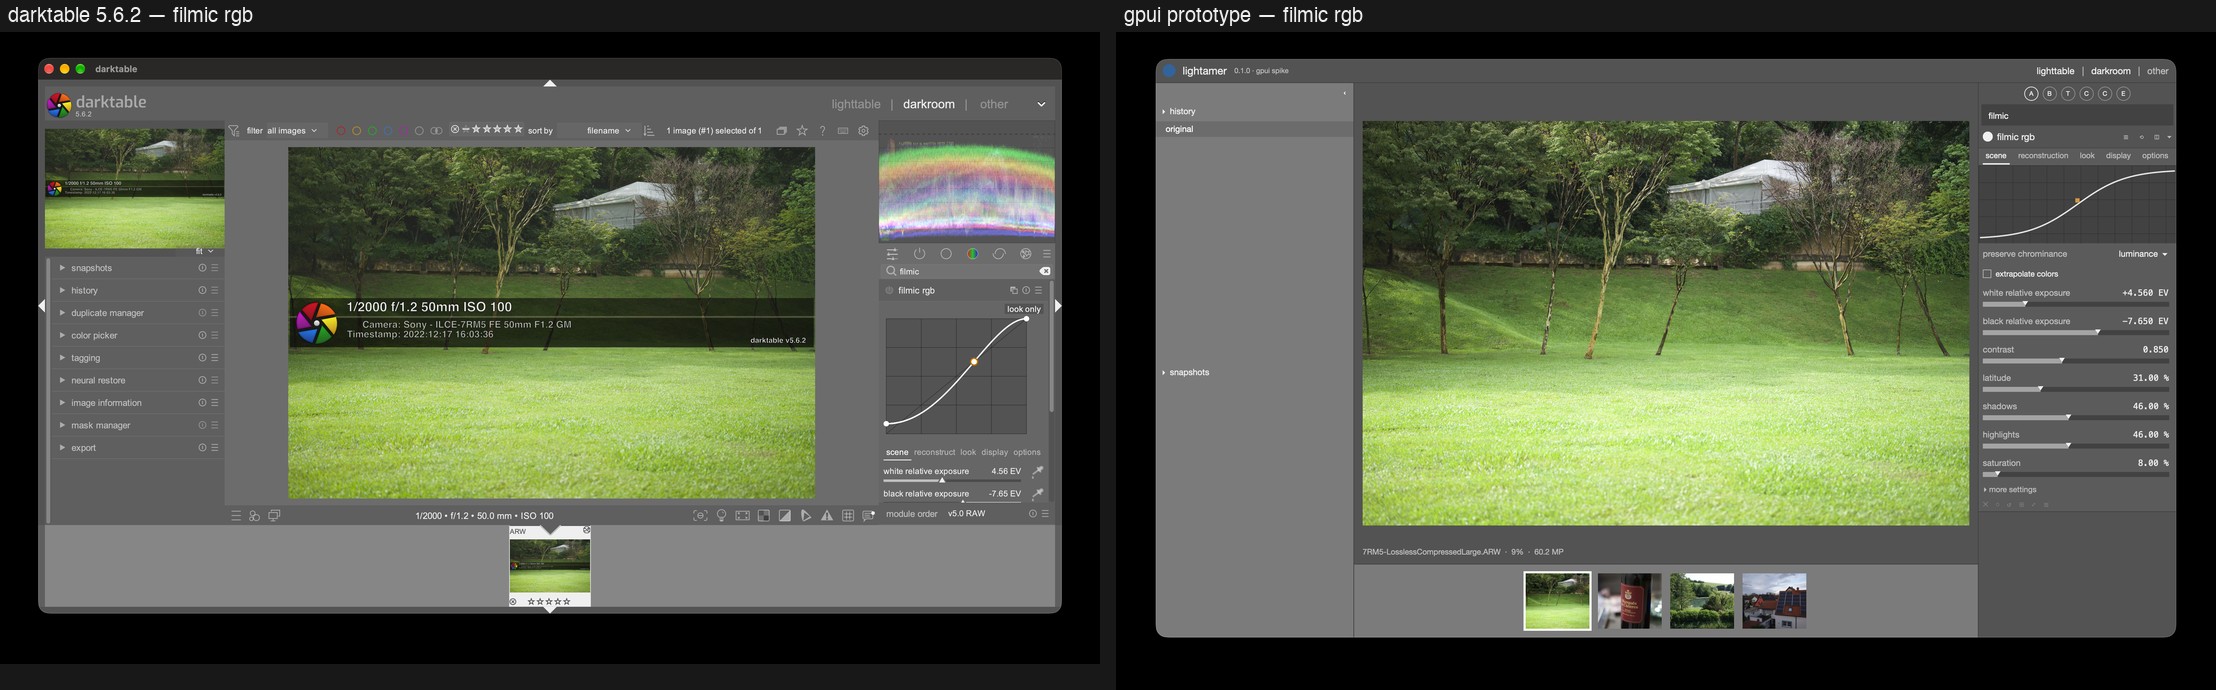 darktable 5.6.2 — filmic rgb
darktable
darktable
5.6.2
lighttable | darkroom | other
filter all images
sort by filename
1 image (#1) selected of 1
?
fit
snapshots
history
duplicate manager
color picker
tagging
neural restore
image information
mask manager
export
1/2000 f/1.2 50mm ISO 100
Camera: Sony - ILCE-7RM5 FE 50mm F1.2 GM
Timestamp: 2022:12:17 16:03:36
darktable v5.6.2
filmic
filmic rgb
look only
scene reconstruct look display options
white relative exposure 4.56 EV
black relative exposure -7.65 EV
module order v5.0 RAW
1/2000 • f/1.2 • 50.0 mm • ISO 100
ARW
gpui prototype — filmic rgb
lightamer 0.1.0 · gpui spike
lighttable | darkroom | other
history
original
snapshots
7RM5-LosslessCompressedLarge.ARW · 9% · 60.2 MP
A B T C C E
filmic
filmic rgb
scene reconstruction look display options
preserve chrominance luminance
extrapolate colors
white relative exposure +4.560 EV
black relative exposure −7.650 EV
contrast 0.850
latitude 31.00 %
shadows 46.00 %
highlights 46.00 %
saturation 8.00 %
more settings